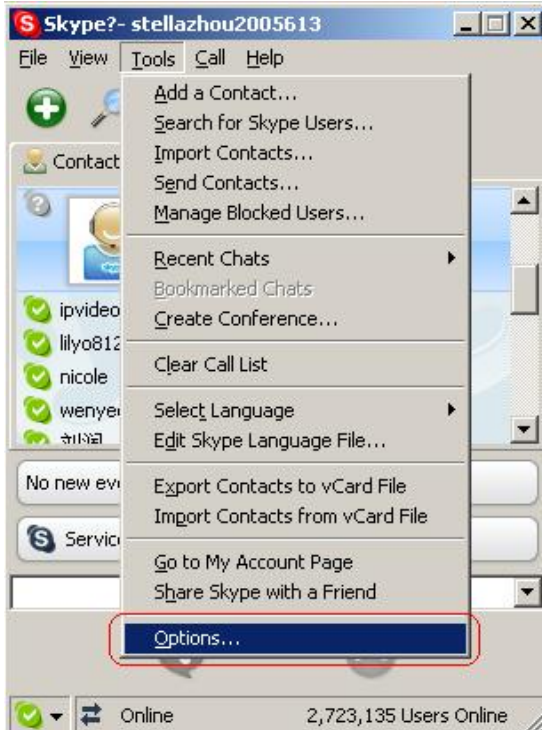 Skype?- stellazhou2005613
File View Tools Call Help
Add a Contact...
Search for Skype Users...
Import Contacts...
Send Contacts...
Manage Blocked Users...
Recent Chats
Bookmarked Chats
Create Conference...
Clear Call List
Select Language
Edit Skype Language File...
Export Contacts to vCard File
Import Contacts from vCard File
Go to My Account Page
Share Skype with a Friend
Options...
Contact
ipvideo
lilyo812
nicole
No new
Online 2,723,135 Users Online